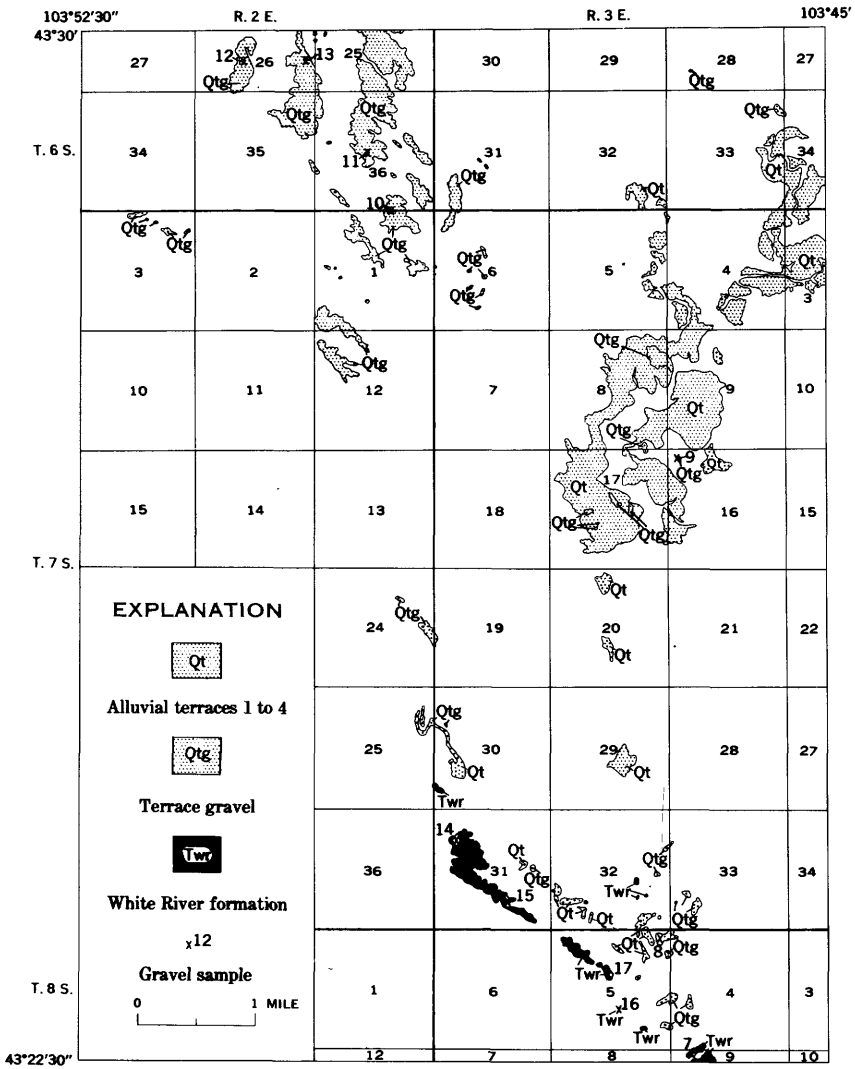 103°52'30" R. 2 E. R. 3 E. 103°45'
43°30'
27 12 26 13 25 30 29 28 27
Qtg Qtg
Qtg Qtg Qtg
T. 6 S. 34 35 11 36 31 32 33 34
Qtg Qt Qt
10
Qtg Qtg Qtg
3 2 1 Qtg 6 5 4 Qt 3
Qtg
Qtg
Qtg
10 11 12 7 8 9 10
Qt
Qtg
9
Qt 17 Qtg Qt
15 14 13 18 16 15
Qtg Qtg
T. 7 S.
Qt
Qtg
24 19 20 21 22
Qt
Qtg
25 30 29 28 27
Qt Qt
Twr
14
Qt Qtg
36 31 Qtg 32 33 34
15 Twr
Qt Qt Qtg
Qt 8 Qtg
Twr 17
1 6 5 4 3
16
Twr Qtg
Twr 7 Twr
12 7 8 9 10
EXPLANATION
Qt
Alluvial terraces 1 to 4
Qtg
Terrace gravel
Twr
White River formation
x12
Gravel sample
0 1 MILE
T. 8 S.
43°22'30"